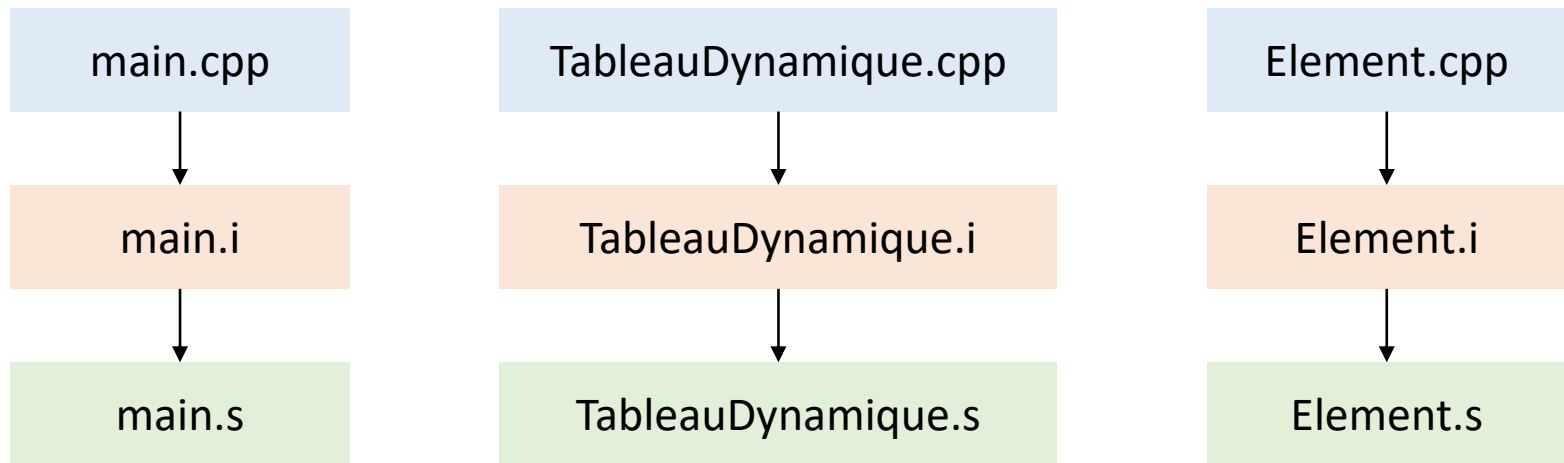 main.cpp
TableauDynamique.cpp
Element.cpp
main.i
TableauDynamique.i
Element.i
main.s
TableauDynamique.s
Element.s